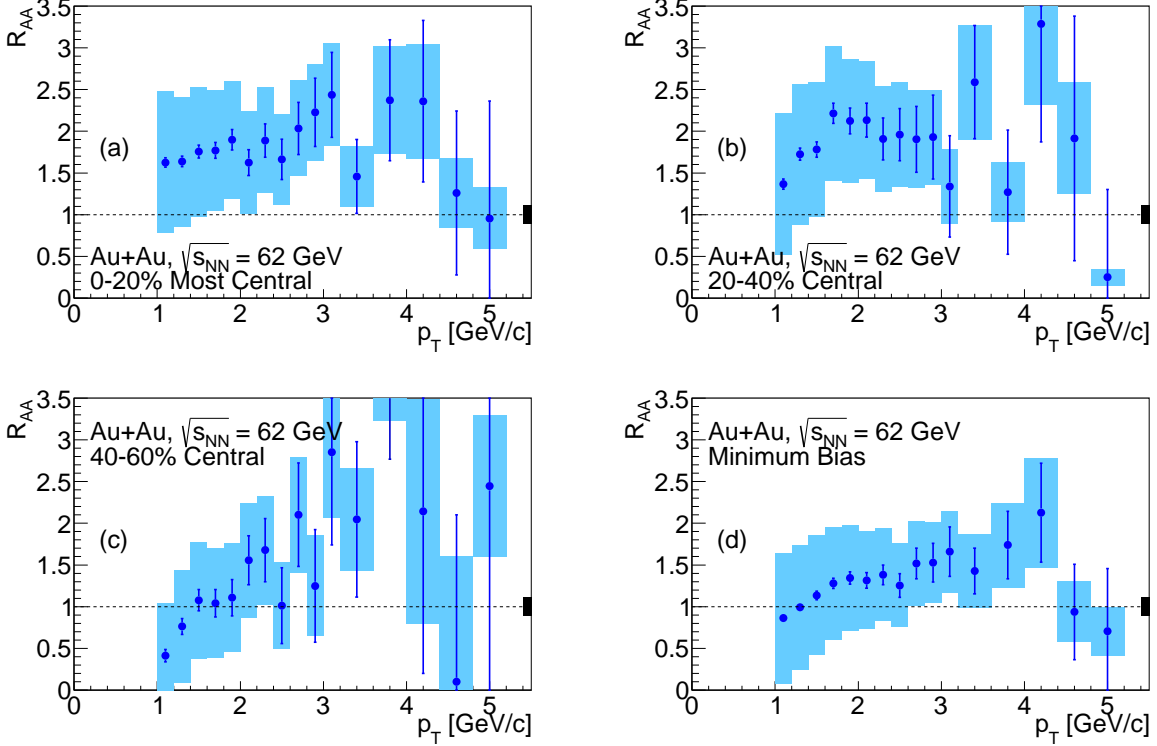 R_AA
3.5
3
2.5
2
1.5
1
0.5
0
(a)
Au+Au, √s_NN = 62 GeV
0-20% Most Central
0 1 2 3 4 5
p_T [GeV/c]
R_AA
3.5
3
2.5
2
1.5
1
0.5
0
(b)
Au+Au, √s_NN = 62 GeV
20-40% Central
0 1 2 3 4 5
p_T [GeV/c]
R_AA
3.5
3
2.5
2
1.5
1
0.5
0
Au+Au, √s_NN = 62 GeV
40-60% Central
(c)
0 1 2 3 4 5
p_T [GeV/c]
R_AA
3.5
3
2.5
2
1.5
1
0.5
0
Au+Au, √s_NN = 62 GeV
Minimum Bias
(d)
0 1 2 3 4 5
p_T [GeV/c]